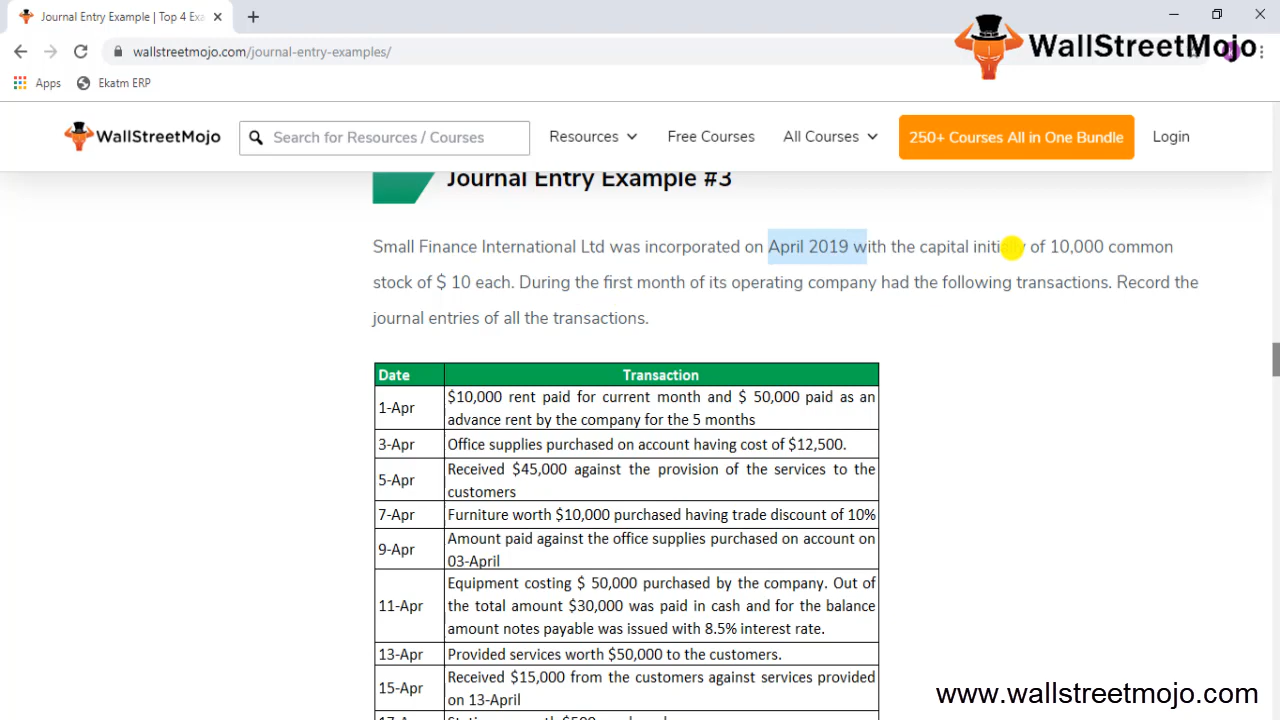 Journal Entry Example | Top 4 Exa
wallstreetmojo.com/journal-entry-examples/
WallStreetMojo
Apps Ekatm ERP
WallStreetMojo Search for Resources / Courses Resources Free Courses All Courses 250+ Courses All in One Bundle Login
Journal Entry Example #3
Small Finance International Ltd was incorporated on April 2019 with the capital initially of 10,000 common
stock of $ 10 each. During the first month of its operating company had the following transactions. Record the
journal entries of all the transactions.
Date Transaction
1-Apr $10,000 rent paid for current month and $ 50,000 paid as an
advance rent by the company for the 5 months
3-Apr Office supplies purchased on account having cost of $12,500.
5-Apr Received $45,000 against the provision of the services to the
customers
7-Apr Furniture worth $10,000 purchased having trade discount of 10%
9-Apr Amount paid against the office supplies purchased on account on
03-April
11-Apr Equipment costing $ 50,000 purchased by the company. Out of
the total amount $30,000 was paid in cash and for the balance
amount notes payable was issued with 8.5% interest rate.
13-Apr Provided services worth $50,000 to the customers.
15-Apr Received $15,000 from the customers against services provided
on 13-April
www.wallstreetmojo.com